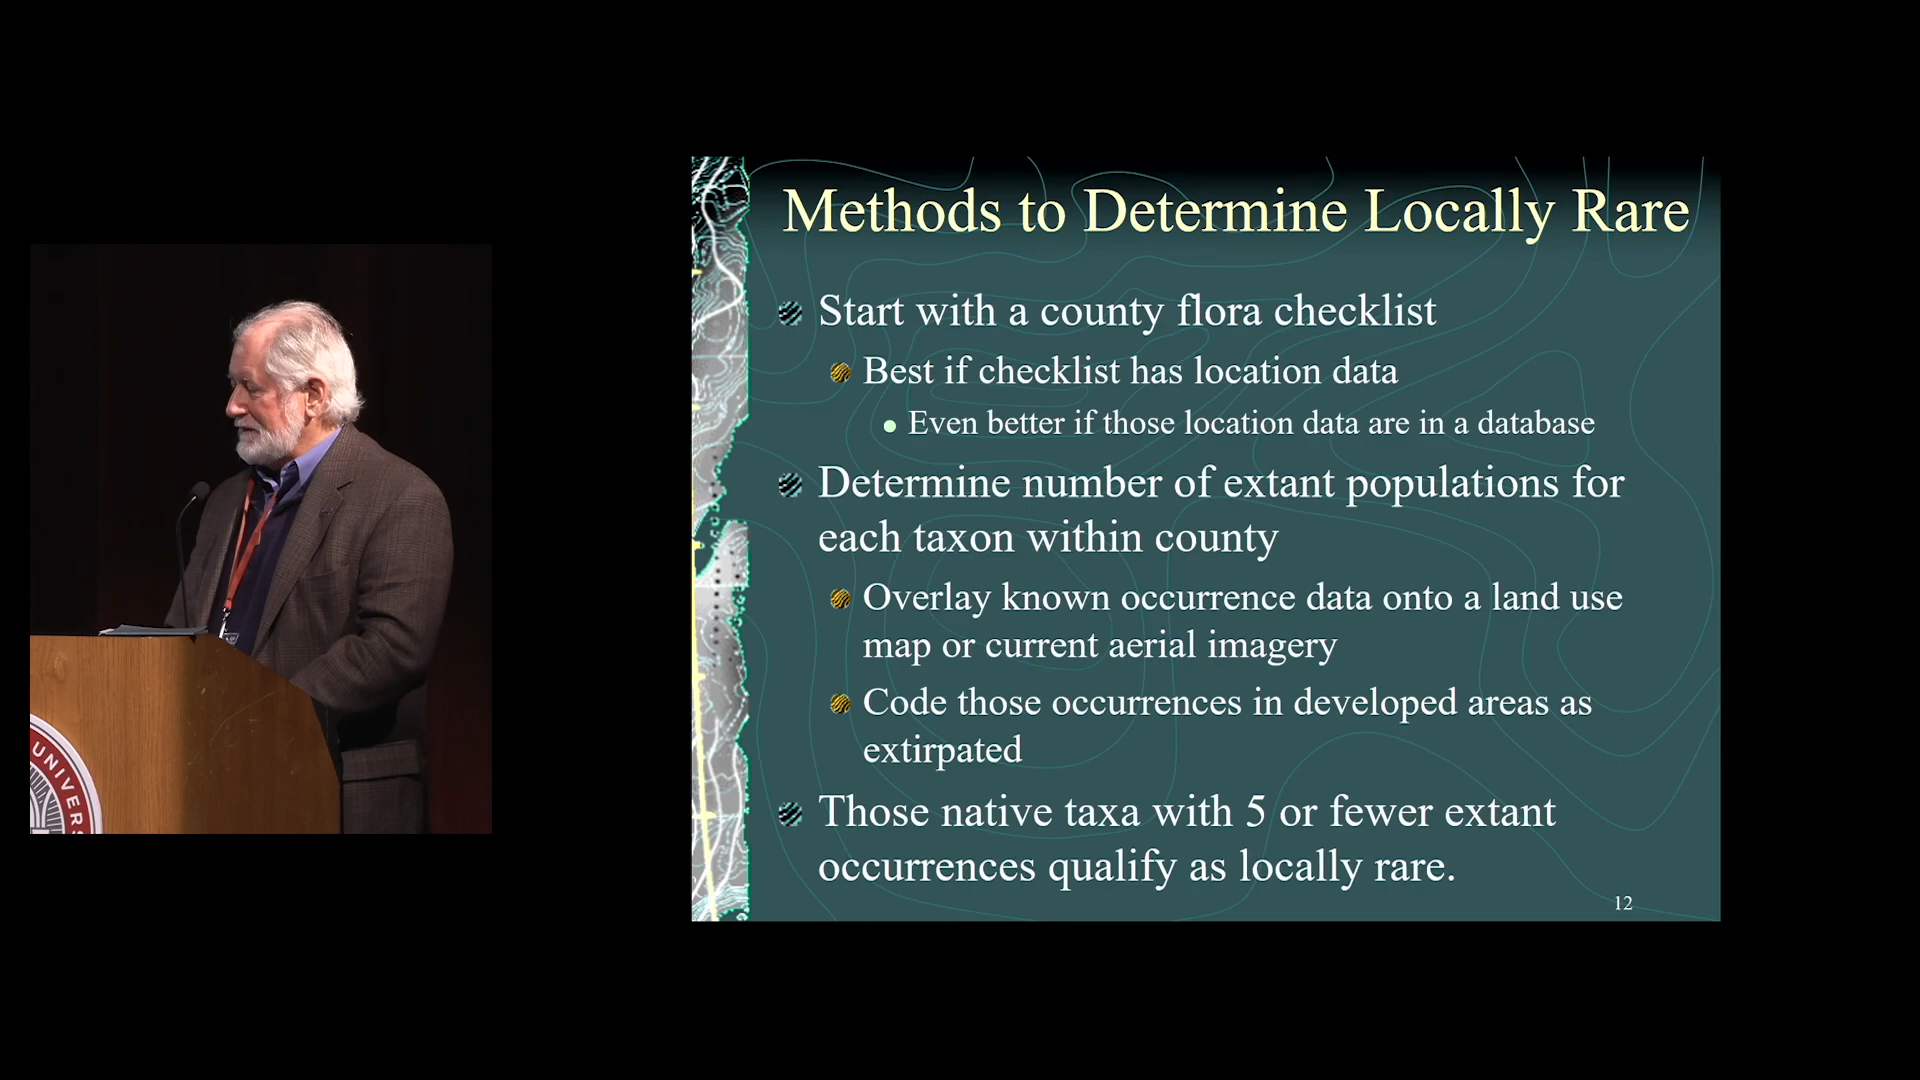 Methods to Determine Locally Rare
Start with a county flora checklist
Best if checklist has location data
Even better if those location data are in a database
Determine number of extant populations for
each taxon within county
Overlay known occurrence data onto a land use
map or current aerial imagery
Code those occurrences in developed areas as
extirpated
Those native taxa with 5 or fewer extant
occurrences qualify as locally rare.
12